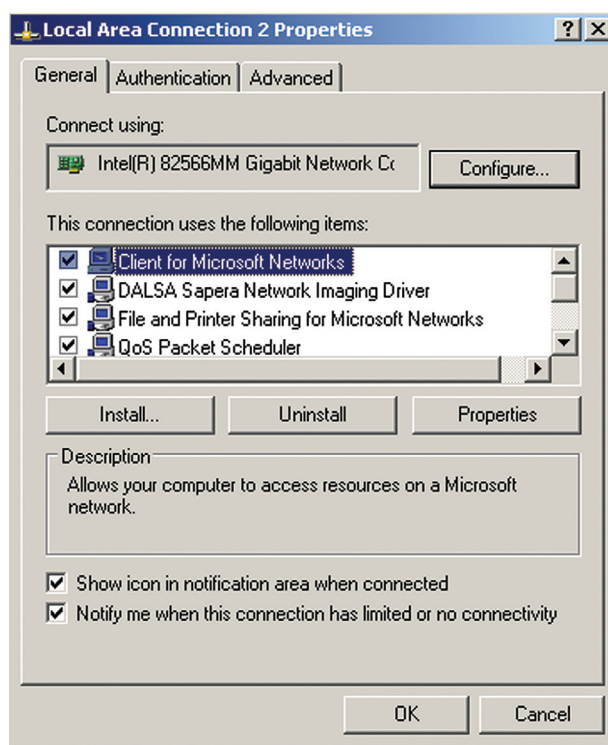 Local Area Connection 2 Properties
General Authentication Advanced
Connect using:
Intel(R) 82566MM Gigabit Network Cc Configure...
This connection uses the following items:
Client for Microsoft Networks
DALSA Sapera Network Imaging Driver
File and Printer Sharing for Microsoft Networks
QoS Packet Scheduler
Install... Uninstall Properties
Description
Allows your computer to access resources on a Microsoft
network.
Show icon in notification area when connected
Notify me when this connection has limited or no connectivity
OK Cancel